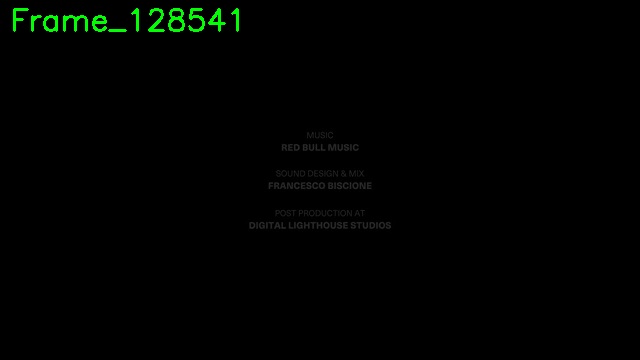 Frame_128541
MUSIC
RED BULL MUSIC
SOUND DESIGN & MIX
FRANCESCO BISCIONE
POST PRODUCTION AT
DIGITAL LIGHTHOUSE STUDIOS